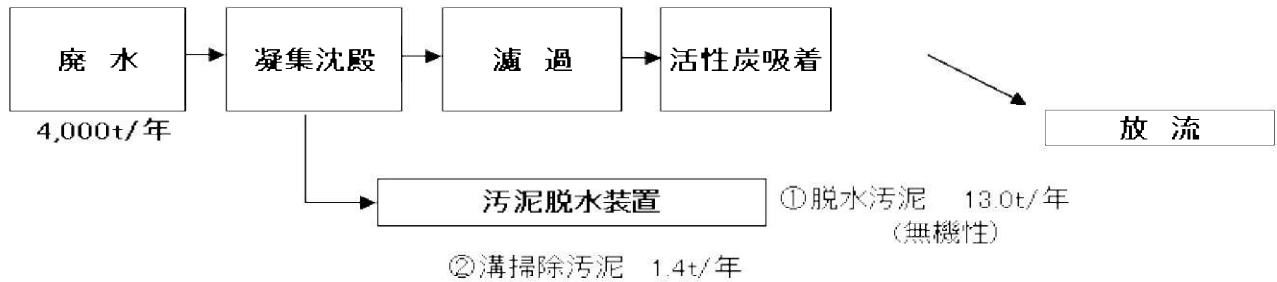 廃 水
凝集沈殿
濾 過
活性炭吸着
4,000t/年
放 流
汚泥脱水装置
①脱水汚泥 13.0t/年
(無機性)
②溝掃除汚泥 1.4t/年